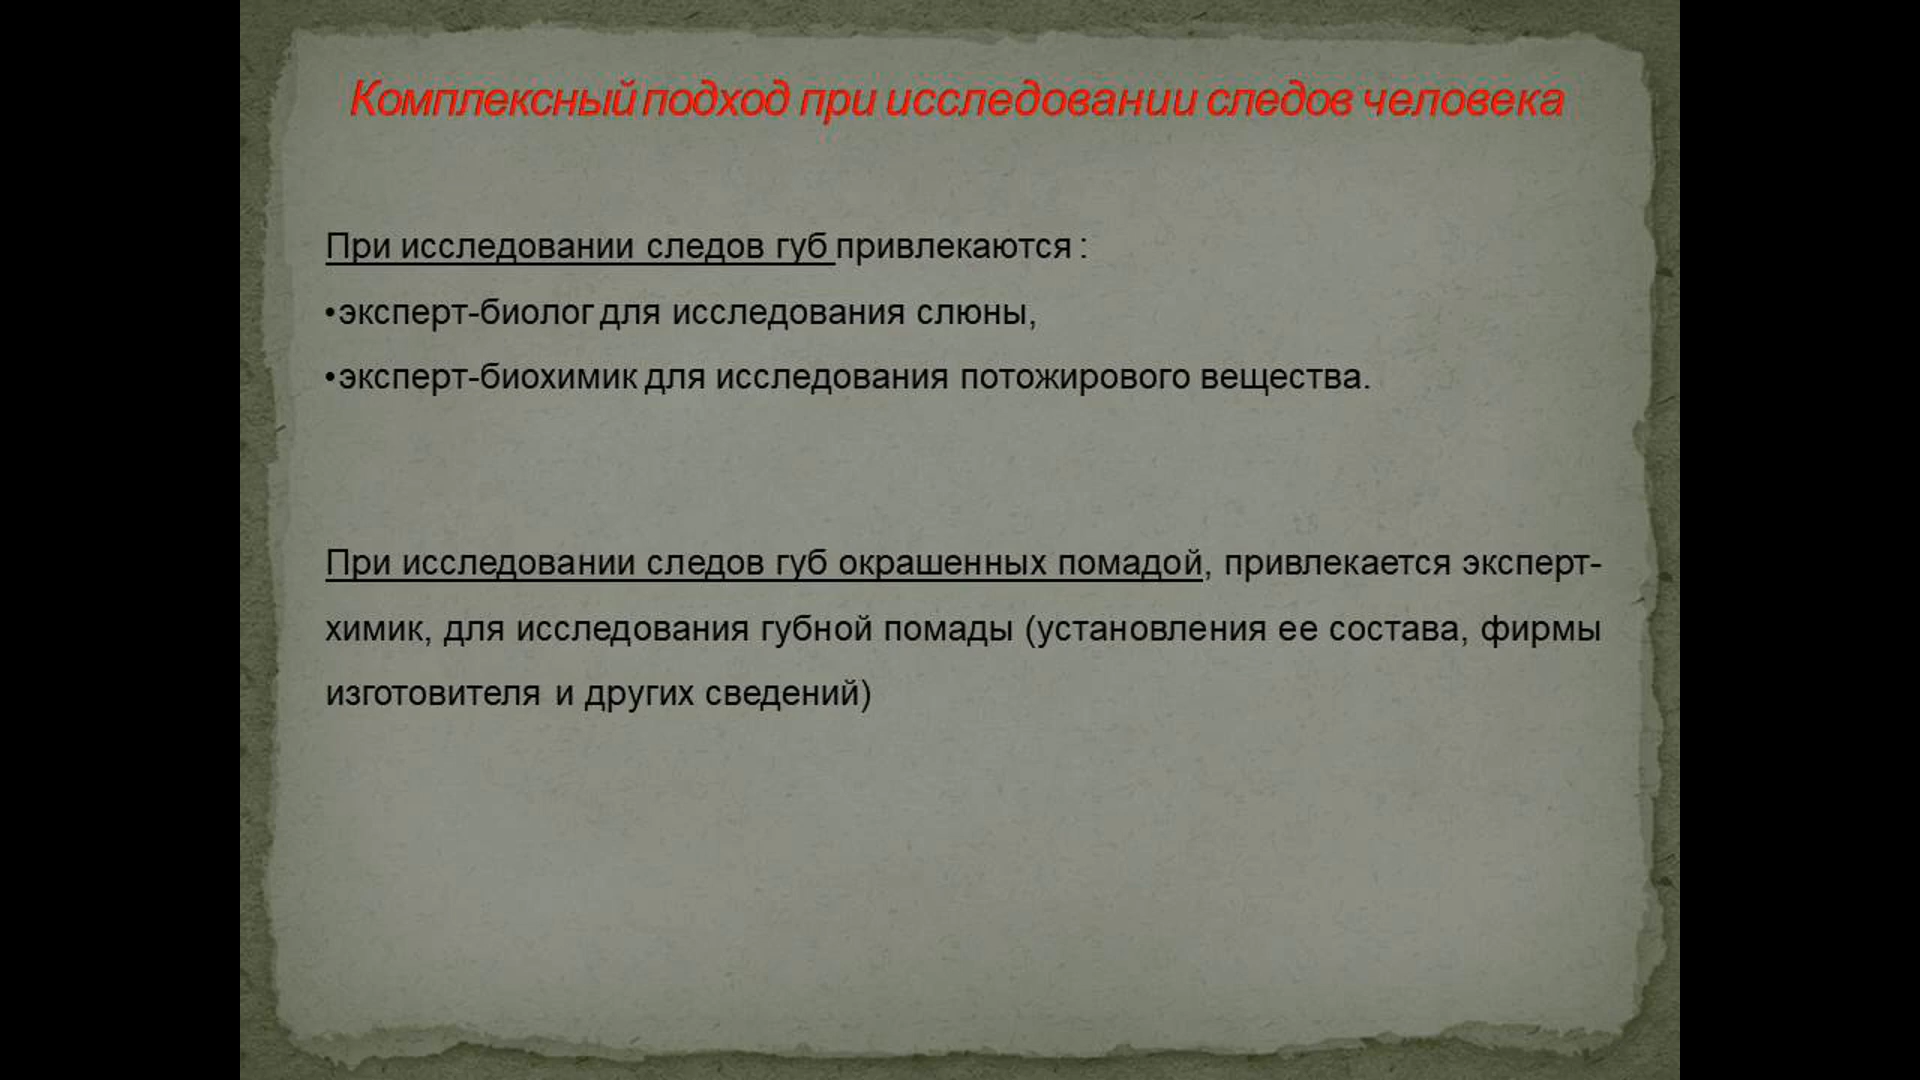 Комплексный подход при исследовании следов человека
При исследовании следов губ привлекаются :
•эксперт-биолог для исследования слюны,
•эксперт-биохимик для исследования потожирового вещества.
При исследовании следов губ окрашенных помадой, привлекается эксперт-
химик, для исследования губной помады (установления ее состава, фирмы
изготовителя и других сведений)